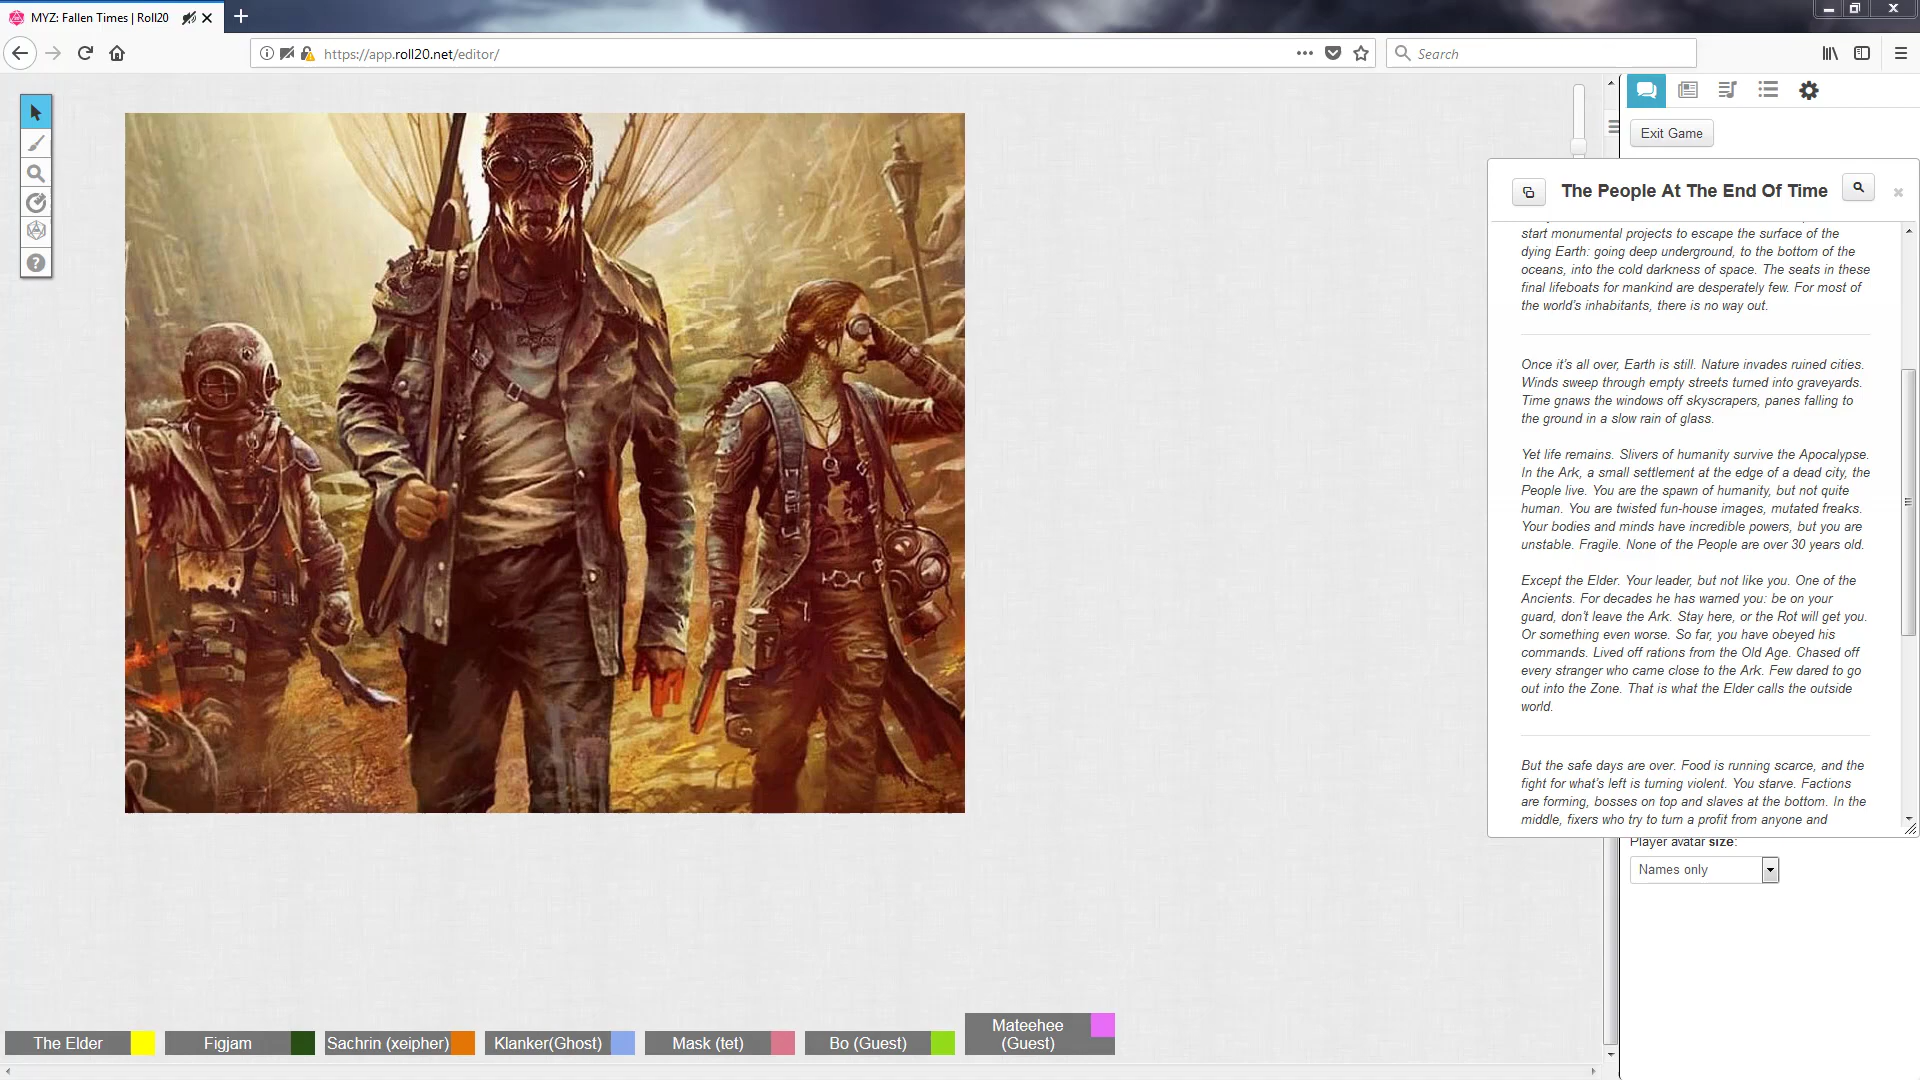 MYZ: Fallen Times | Roll20
https://app.roll20.net/editor/
Search
Exit Game
The People At The End Of Time
start monumental projects to escape the surface of the
dying Earth: going deep underground, to the bottom of the
oceans, into the cold darkness of space. The seats in these
final lifeboats for mankind are desperately few. For most of
the world's inhabitants, there is no way out.
Once it's all over, Earth is still. Nature invades ruined cities.
Winds sweep through empty streets turned into graveyards.
Time gnaws the windows off skyscrapers, panes falling to
the ground in a slow rain of glass.
Yet life remains. Slivers of humanity survive the Apocalypse.
In the Ark, a small settlement at the edge of a dead city, the
People live. You are the spawn of humanity, but not quite
human. You are twisted fun-house images, mutated freaks.
Your bodies and minds have incredible powers, but you are
unstable. Fragile. None of the People are over 30 years old.
Except the Elder. Your leader, but not like you. One of the
Ancients. For decades he has warned you: be on your
guard, don't leave the Ark. Stay here, or the Rot will get you.
Or something even worse. So far, you have obeyed his
commands. Lived off rations from the Old Age. Chased off
every stranger who came close to the Ark. Few dared to go
out into the Zone. That is what the Elder calls the outside
world.
But the safe days are over. Food is running scarce, and the
fight for what's left is turning violent. You starve. Factions
are forming, bosses on top and slaves at the bottom. In the
middle, fixers who try to turn a profit from anyone and
Player avatar size:
Names only
The Elder
Figjam
Sachrin (xeipher)
Klanker(Ghost)
Mask (tet)
Bo (Guest)
Mateehee
(Guest)